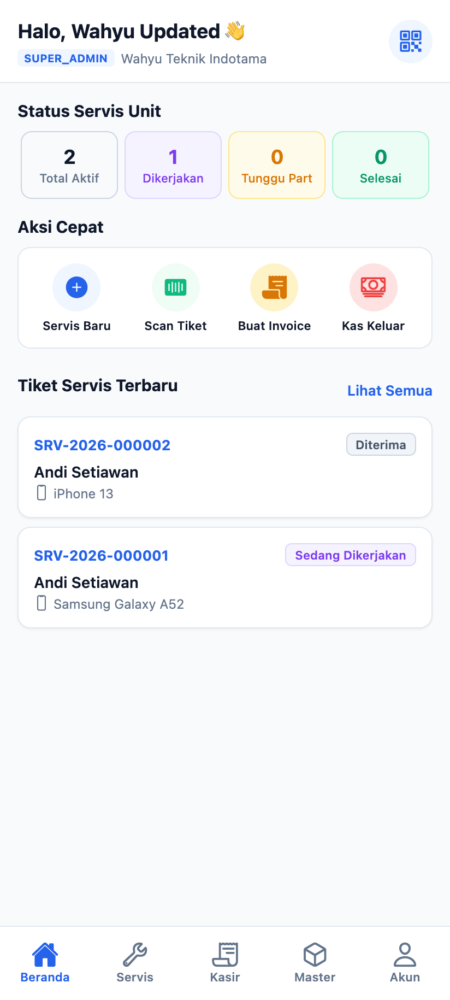 Halo, Wahyu Updated 👋
SUPER_ADMIN Wahyu Teknik Indotama
Status Servis Unit
2
Total Aktif
1
Dikerjakan
0
Tunggu Part
0
Selesai
Aksi Cepat
Servis Baru
Scan Tiket
Buat Invoice
Kas Keluar
Tiket Servis Terbaru
Lihat Semua
SRV-2026-000002
Diterima
Andi Setiawan
iPhone 13
SRV-2026-000001
Sedang Dikerjakan
Andi Setiawan
Samsung Galaxy A52
Beranda
Servis
Kasir
Master
Akun